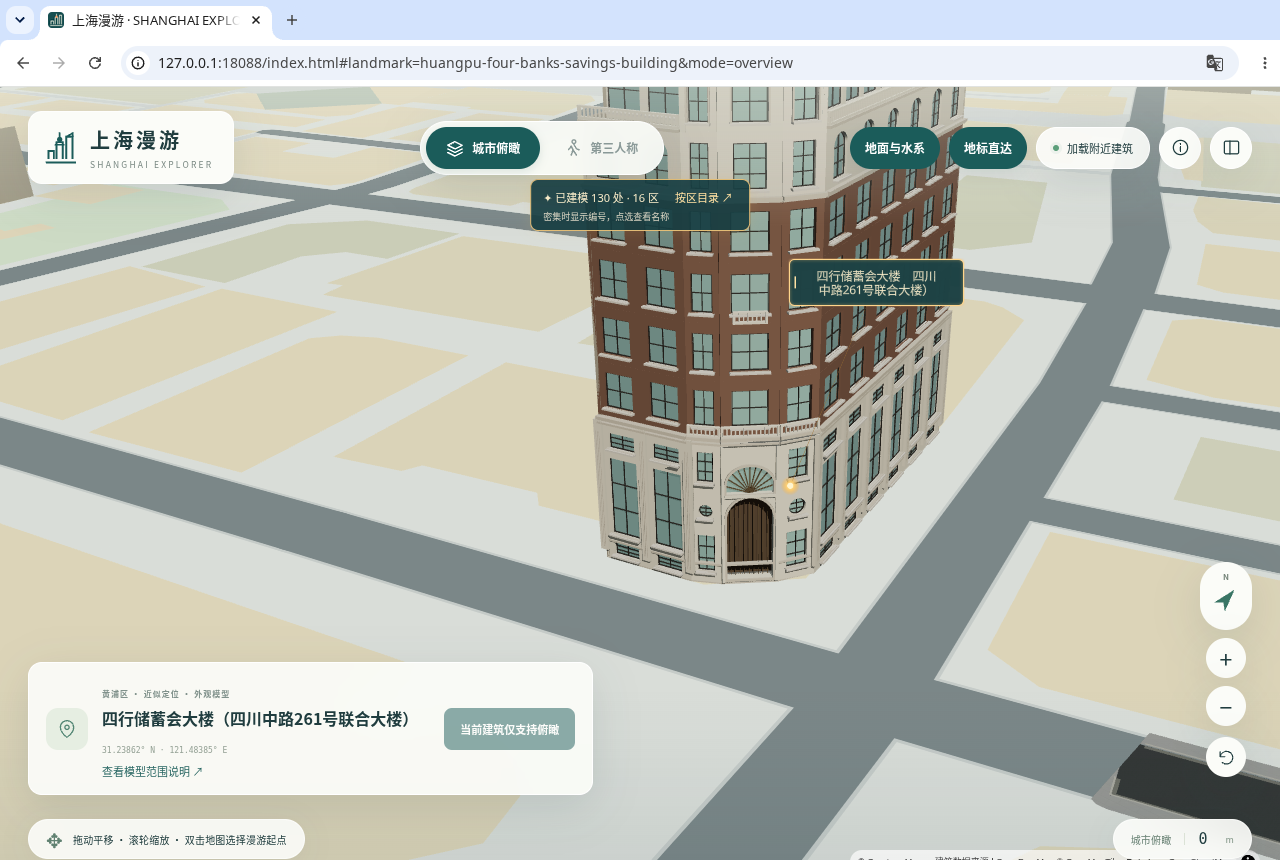 上海漫游 · SHANGHAI EXPLO
127.0.0.1:18088/index.html#landmark=huangpu-four-banks-savings-building&mode=overview
上海漫游
SHANGHAI EXPLORER
城市俯瞰
第三人称
地面与水系
地标直达
加载附近建筑
✦ 已建模 130 处 · 16 区 按区目录 ↗
密集时显示编号，点选查看名称
四行储蓄会大楼 四川
中路261号联合大楼）
N
黄浦区 · 近似定位 · 外观模型
四行储蓄会大楼（四川中路261号联合大楼）
当前建筑仅支持俯瞰
31.23862° N · 121.48385° E
查看模型范围说明 ↗
拖动平移 · 滚轮缩放 · 双击地图选择漫游起点
城市俯瞰 0 m